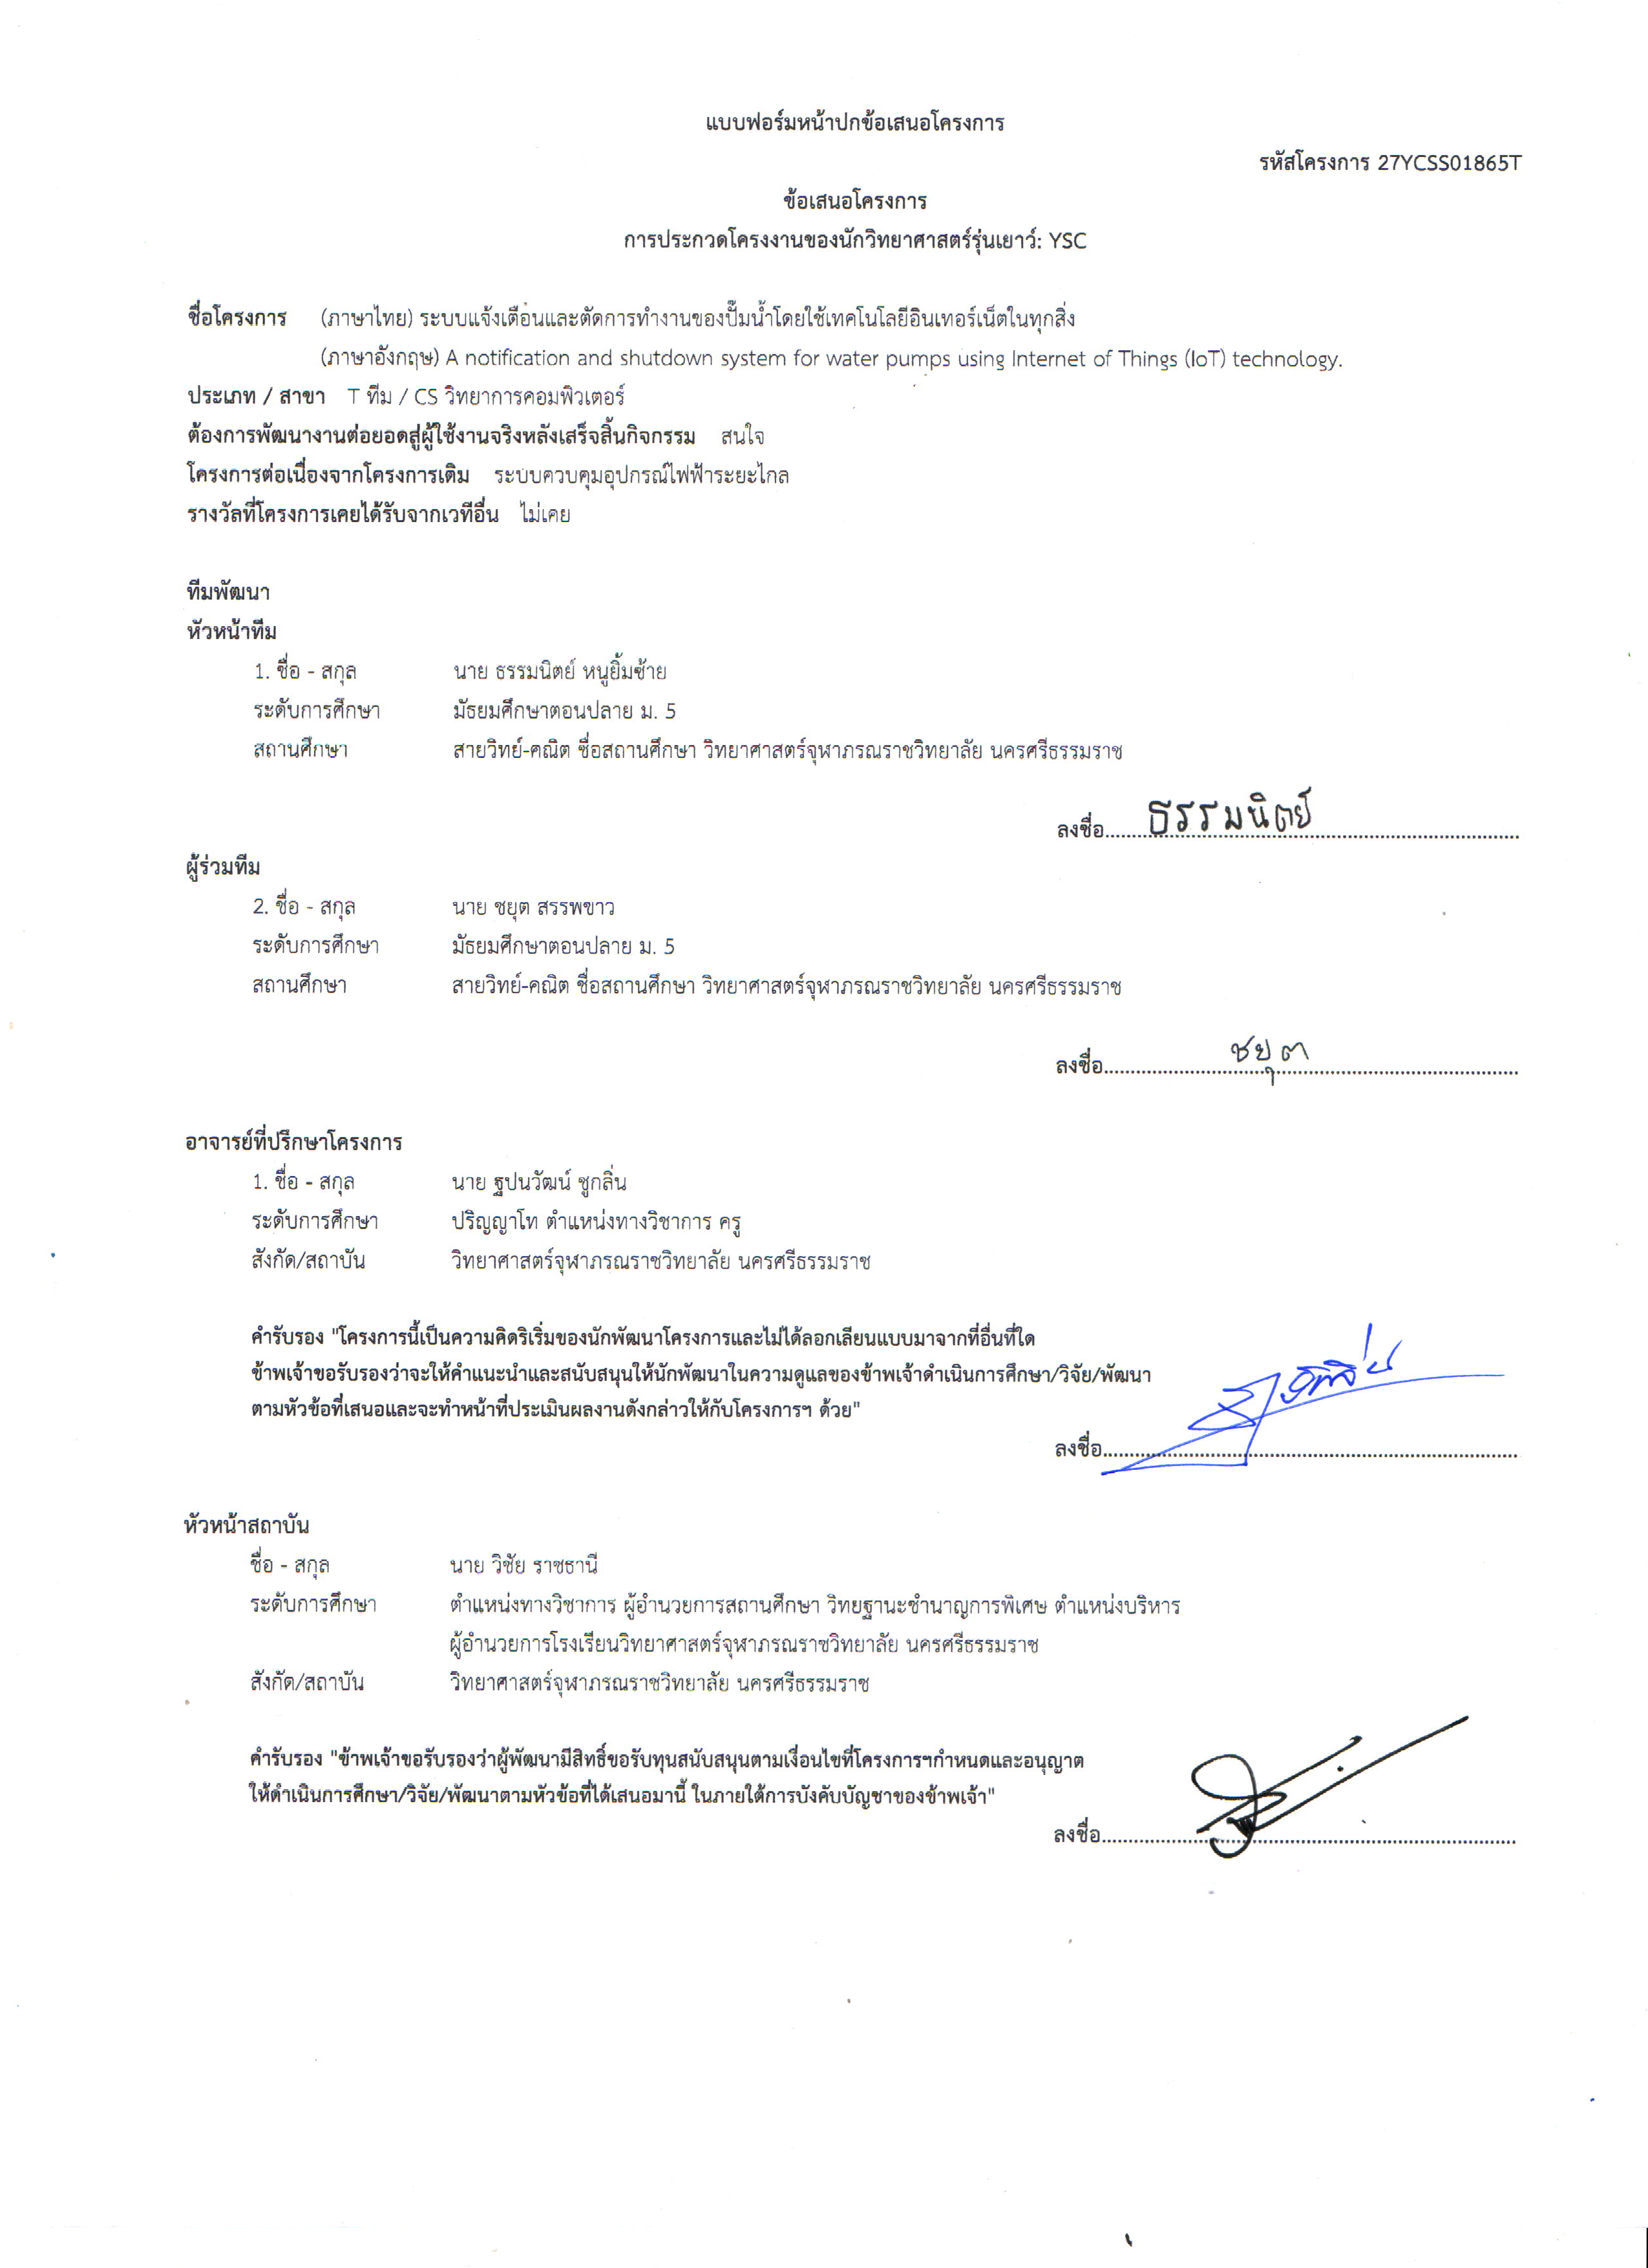 แบบฟอร์มหน้าปกข้อเสนอโครงการ
รหัสโครงการ 27YCSS01865T
ข้อเสนอโครงการ
การประกวดโครงงานของนักวิทยาศาสตร์รุ่นเยาว์: YSC
ชื่อโครงการ (ภาษาไทย) ระบบแจ้งเตือนและตัดการทำงานของปั๊มน้ำโดยใช้เทคโนโลยีอินเทอร์เน็ตในทุกสิ่ง
(ภาษาอังกฤษ) A notification and shutdown system for water pumps using Internet of Things (IoT) technology.
ประเภท / สาขา T ทีม / CS วิทยาการคอมพิวเตอร์
ต้องการพัฒนางานต่อยอดสู่ผู้ใช้งานจริงหลังเสร็จสิ้นกิจกรรม สนใจ
โครงการต่อเนื่องจากโครงการเดิม ระบบควบคุมอุปกรณ์ไฟฟ้าระยะไกล
รางวัลที่โครงการเคยได้รับจากเวทีอื่น ไม่เคย
ทีมพัฒนา
หัวหน้าทีม
1. ชื่อ - สกุล นาย ธรรมนิตย์ หนูยิ้มซ้าย
ระดับการศึกษา มัธยมศึกษาตอนปลาย ม. 5
สถานศึกษา สายวิทย์-คณิต ชื่อสถานศึกษา วิทยาศาสตร์จุฬาภรณราชวิทยาลัย นครศรีธรรมราช
ลงชื่อ ธรรมนิตย์
ผู้ร่วมทีม
2. ชื่อ - สกุล นาย ชยุต สรรพขาว
ระดับการศึกษา มัธยมศึกษาตอนปลาย ม. 5
สถานศึกษา สายวิทย์-คณิต ชื่อสถานศึกษา วิทยาศาสตร์จุฬาภรณราชวิทยาลัย นครศรีธรรมราช
ลงชื่อ ชยุต
อาจารย์ที่ปรึกษาโครงการ
1. ชื่อ - สกุล นาย ฐปนวัฒน์ ชูกลิ่น
ระดับการศึกษา ปริญญาโท ตำแหน่งทางวิชาการ ครู
สังกัด/สถาบัน วิทยาศาสตร์จุฬาภรณราชวิทยาลัย นครศรีธรรมราช
คำรับรอง "โครงการนี้เป็นความคิดริเริ่มของนักพัฒนาโครงการและไม่ได้ลอกเลียนแบบมาจากที่อื่นที่ใด
ข้าพเจ้าขอรับรองว่าจะให้คำแนะนำและสนับสนุนให้นักพัฒนาในความดูแลของข้าพเจ้าดำเนินการศึกษา/วิจัย/พัฒนา
ตามหัวข้อที่เสนอและจะทำหน้าที่ประเมินผลงานดังกล่าวให้กับโครงการฯ ด้วย"
ลงชื่อ
หัวหน้าสถาบัน
ชื่อ - สกุล นาย วิชัย ราชธานี
ระดับการศึกษา ตำแหน่งทางวิชาการ ผู้อำนวยการสถานศึกษา วิทยฐานะชำนาญการพิเศษ ตำแหน่งบริหาร
ผู้อำนวยการโรงเรียนวิทยาศาสตร์จุฬาภรณราชวิทยาลัย นครศรีธรรมราช
สังกัด/สถาบัน วิทยาศาสตร์จุฬาภรณราชวิทยาลัย นครศรีธรรมราช
คำรับรอง "ข้าพเจ้าขอรับรองว่าผู้พัฒนามีสิทธิ์ขอรับทุนสนับสนุนตามเงื่อนไขที่โครงการฯกำหนดและอนุญาต
ให้ดำเนินการศึกษา/วิจัย/พัฒนาตามหัวข้อที่ได้เสนอมานี้ ในภายใต้การบังคับบัญชาของข้าพเจ้า"
ลงชื่อ